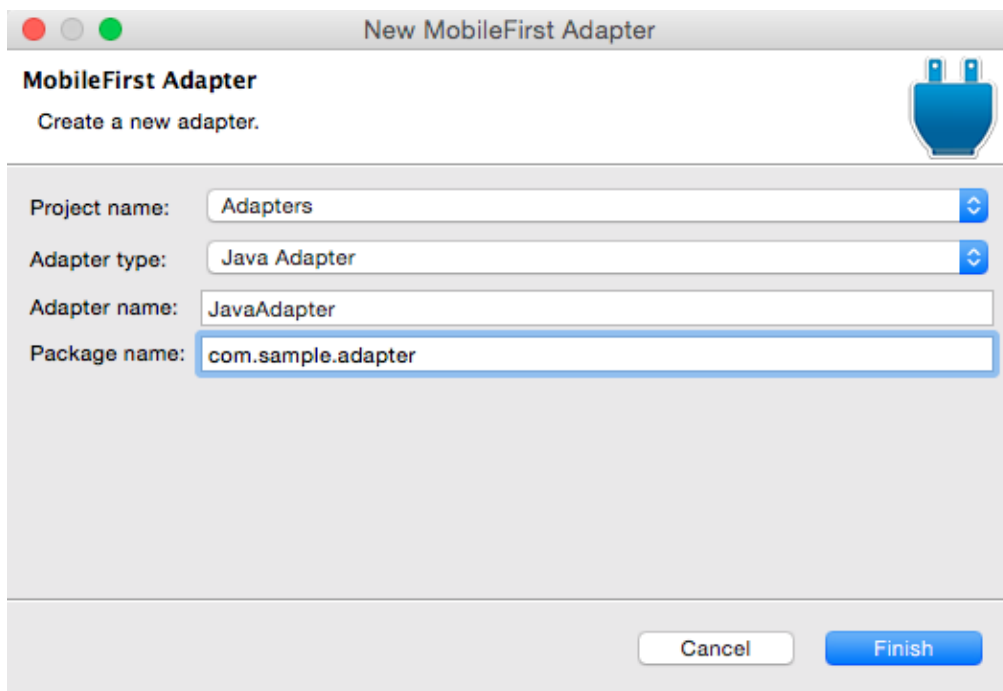 New MobileFirst Adapter
MobileFirst Adapter
Create a new adapter.
Project name: Adapters
Adapter type: Java Adapter
Adapter name: JavaAdapter
Package name: com.sample.adapter
Cancel Finish